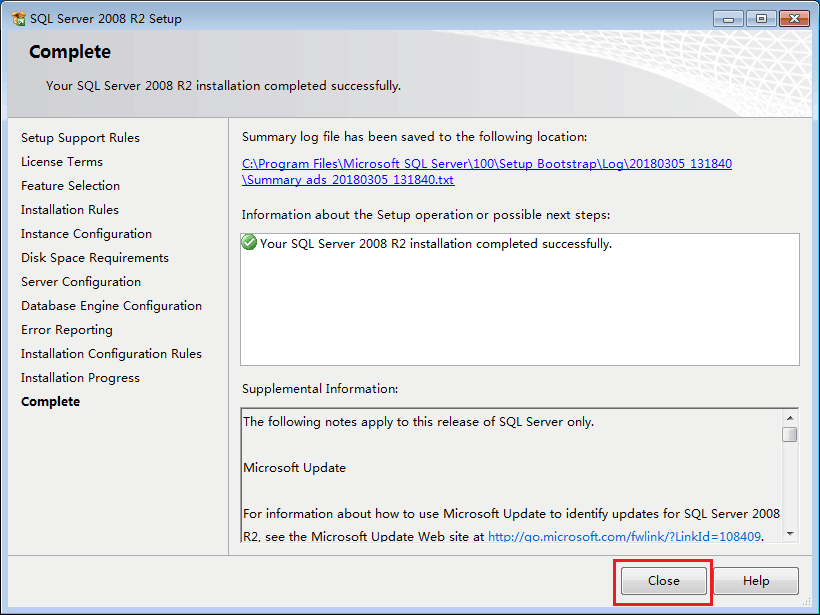 SQL Server 2008 R2 Setup
Complete
Your SQL Server 2008 R2 installation completed successfully.
Setup Support Rules
License Terms
Feature Selection
Installation Rules
Instance Configuration
Disk Space Requirements
Server Configuration
Database Engine Configuration
Error Reporting
Installation Configuration Rules
Installation Progress
Complete
Summary log file has been saved to the following location:
C:\Program Files\Microsoft SQL Server\100\Setup Bootstrap\Log\20180305_131840
\Summary_ads_20180305_131840.txt
Information about the Setup operation or possible next steps:
Your SQL Server 2008 R2 installation completed successfully.
Supplemental Information:
The following notes apply to this release of SQL Server only.
Microsoft Update
For information about how to use Microsoft Update to identify updates for SQL Server 2008
R2, see the Microsoft Update Web site at http://go.microsoft.com/fwlink/?LinkId=108409.
Close
Help